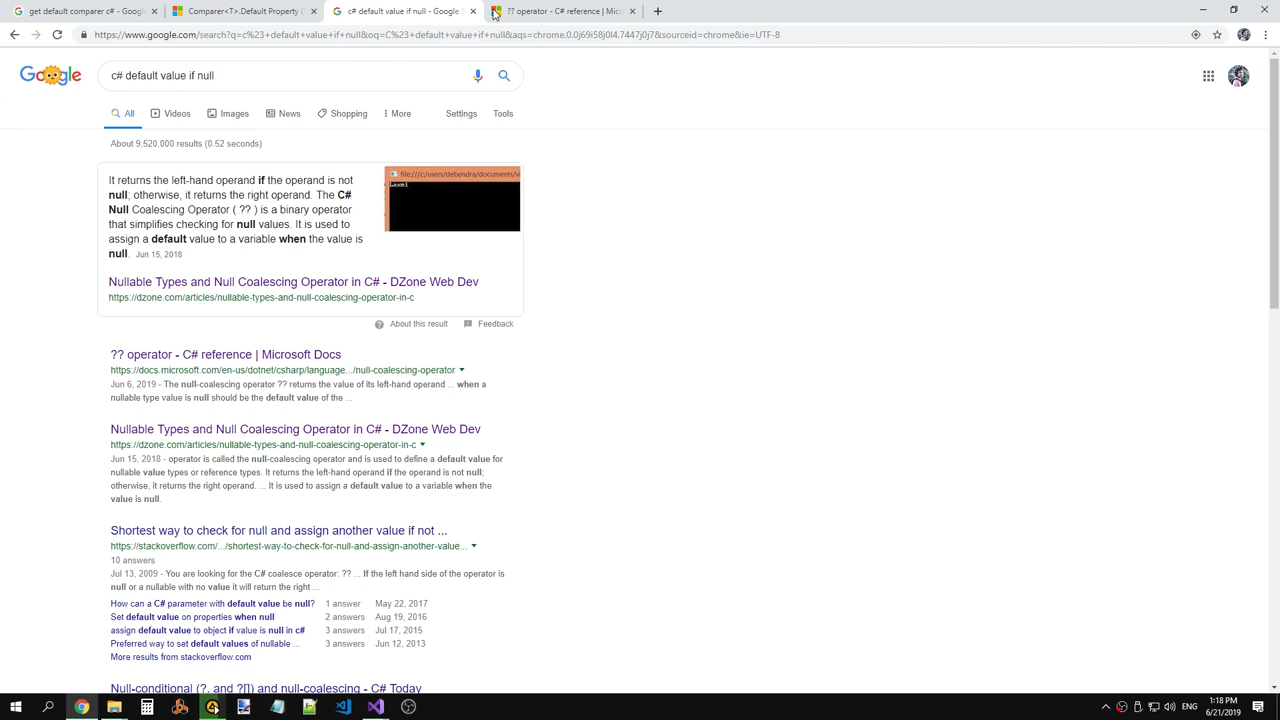 get default comparer c# - Google
Comparer<T>.Default Property (
c# default value if null - Google
?? operator - C# reference | Micr
https://www.google.com/search?q=c%23+default+value+if+null&oq=C%23+default+value+if+null&aqs=chrome.0.0j69i58j0l4.7447j0j7&sourceid=chrome&ie=UTF-8
Google
c# default value if null
All Videos Images News Shopping More Settings Tools
About 9,520,000 results (0.52 seconds)
It returns the left-hand operand if the operand is not
null; otherwise, it returns the right operand. The C#
Null Coalescing Operator ( ?? ) is a binary operator
that simplifies checking for null values. It is used to
assign a default value to a variable when the value is
null. Jun 15, 2018
file:///c:/users/debendra/documents/vi
Laxmi
Nullable Types and Null Coalescing Operator in C# - DZone Web Dev
https://dzone.com/articles/nullable-types-and-null-coalescing-operator-in-c
About this result Feedback
?? operator - C# reference | Microsoft Docs
https://docs.microsoft.com/en-us/dotnet/csharp/language.../null-coalescing-operator
Jun 6, 2019 - The null-coalescing operator ?? returns the value of its left-hand operand ... when a
nullable type value is null should be the default value of the ...
Nullable Types and Null Coalescing Operator in C# - DZone Web Dev
https://dzone.com/articles/nullable-types-and-null-coalescing-operator-in-c
Jun 15, 2018 - operator is called the null-coalescing operator and is used to define a default value for
nullable value types or reference types. It returns the left-hand operand if the operand is not null;
otherwise, it returns the right operand. ... It is used to assign a default value to a variable when the
value is null.
Shortest way to check for null and assign another value if not ...
https://stackoverflow.com/.../shortest-way-to-check-for-null-and-assign-another-value...
10 answers
Jul 13, 2009 - You are looking for the C# coalesce operator: ?? ... If the left hand side of the operator is
null or a nullable with no value it will return the right ...
How can a C# parameter with default value be null? 1 answer May 22, 2017
Set default value on properties when null 2 answers Aug 19, 2016
assign default value to object if value is null in c# 3 answers Jul 17, 2015
Preferred way to set default values of nullable ... 3 answers Jun 12, 2013
More results from stackoverflow.com
Null-conditional (?. and ?[]) and null-coalescing - C# Today
ENG
1:18 PM
6/21/2019